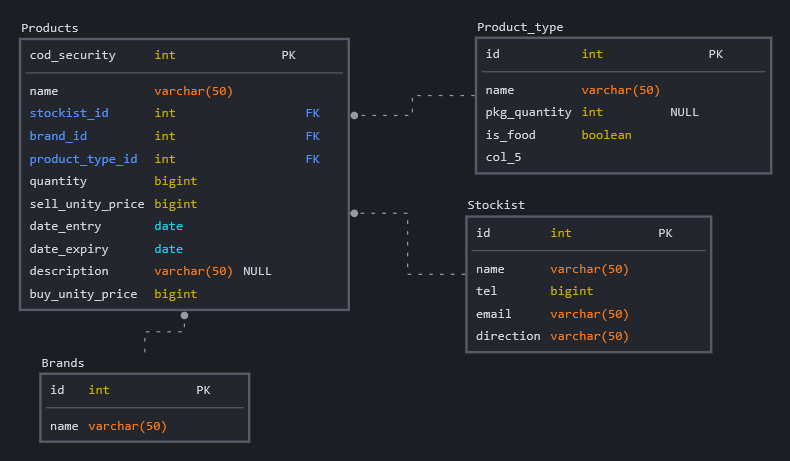 Products
cod_security int PK
name varchar(50)
stockist_id int FK
brand_id int FK
product_type_id int FK
quantity bigint
sell_unity_price bigint
date_entry date
date_expiry date
description varchar(50) NULL
buy_unity_price bigint
Product_type
id int PK
name varchar(50)
pkg_quantity int NULL
is_food boolean
col_5
Stockist
id int PK
name varchar(50)
tel bigint
email varchar(50)
direction varchar(50)
Brands
id int PK
name varchar(50)